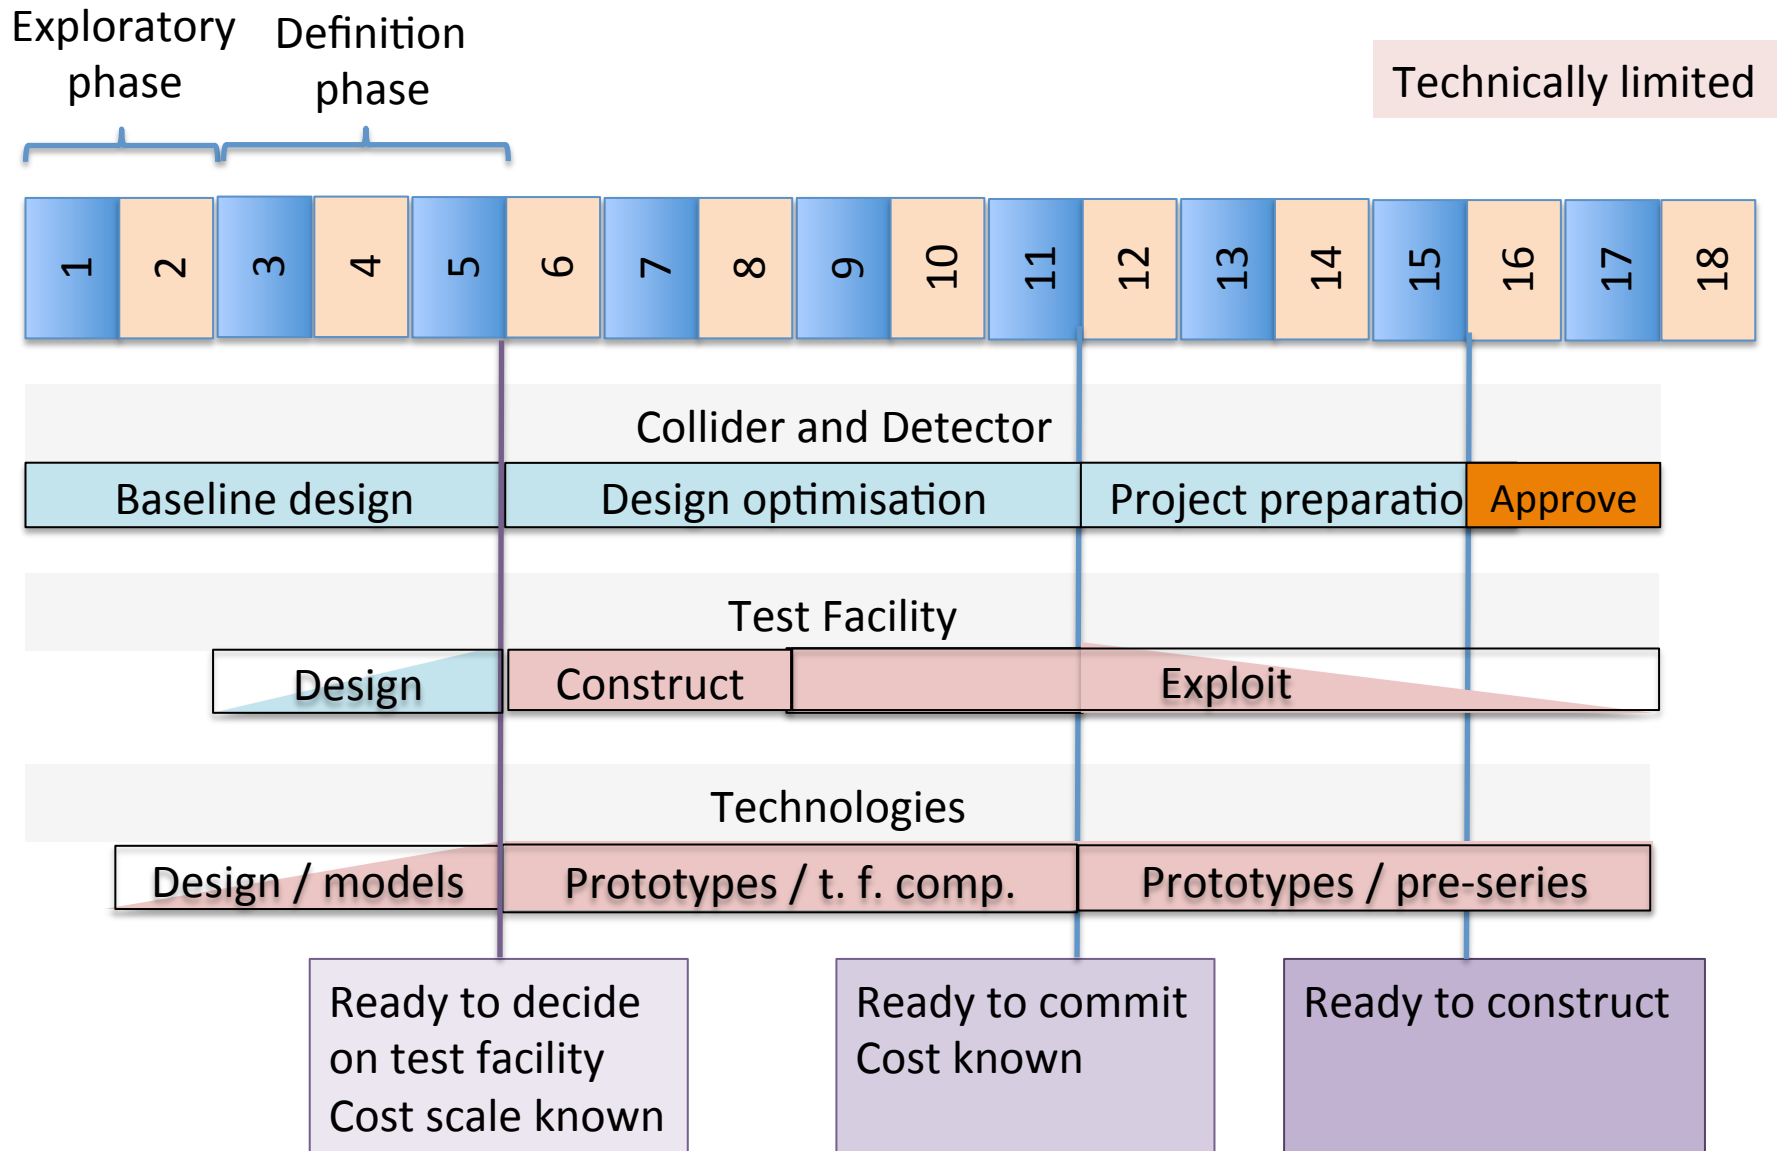 Exploratory
phase
Definition
phase
Technically limited
1 2 3 4 5 6 7 8 9 10 11 12 13 14 15 16 17 18
Collider and Detector
Baseline design
Design optimisation
Project preparatio
Approve
Test Facility
Design
Construct
Exploit
Technologies
Design / models
Prototypes / t. f. comp.
Prototypes / pre-series
Ready to decide
on test facility
Cost scale known
Ready to commit
Cost known
Ready to construct